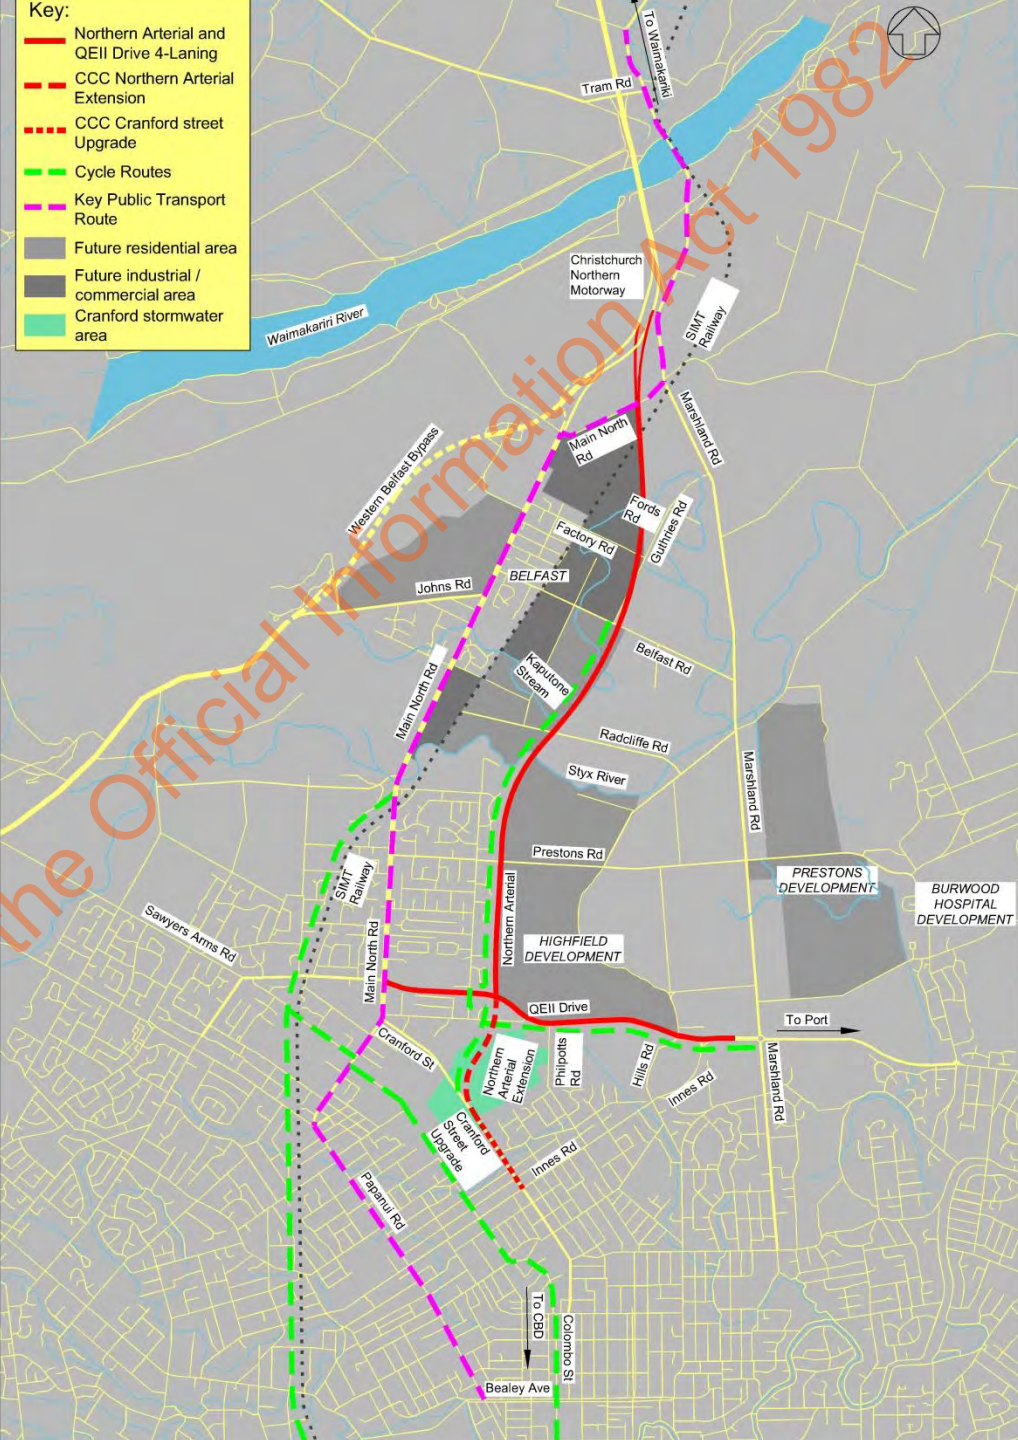 Key:
Northern Arterial and
QEII Drive 4-Laning
CCC Northern Arterial
Extension
CCC Cranford street
Upgrade
Cycle Routes
Key Public Transport
Route
Future residential area
Future industrial /
commercial area
Cranford stormwater
area
To Waimakariki
Tram Rd
Waimakariri River
Christchurch
Northern
Motorway
SIMT
Railway
Main North
Rd
Marshland Rd
Western Belfast Bypass
Fords
Rd
Guthries Rd
Factory Rd
BELFAST
Johns Rd
Belfast Rd
Kaputone
Stream
Main North Rd
Radcliffe Rd
Styx River
Marshland Rd
Prestons Rd
SIMT
Railway
PRESTONS
DEVELOPMENT
BURWOOD
HOSPITAL
DEVELOPMENT
Sawyers Arms Rd
Main North Rd
Northern Arterial
HIGHFIELD
DEVELOPMENT
QEII Drive
To Port
Cranford St
Northern
Arterial
Extension
Philpotts
Rd
Hills Rd
Innes Rd
Marshland Rd
Cranford
Street
Upgrade
Innes Rd
Papanui Rd
To CBD
Colombo St
Bealey Ave
the Official Information Act 1982